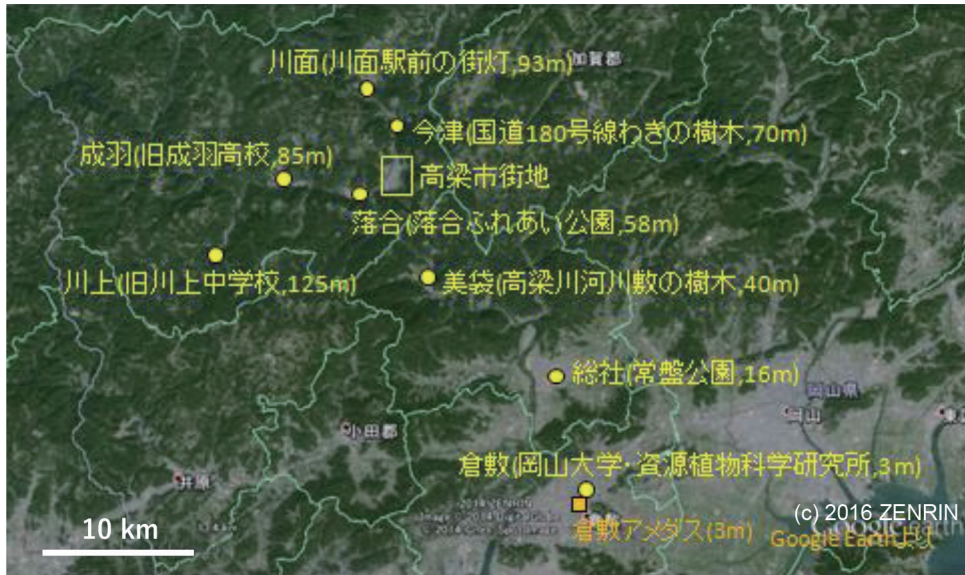 川面(川面駅前の街灯,93m)
加賀郡
今津(国道180号線わきの樹木,70m)
成羽(旧成羽高校,85m)
高梁市街地
落合(落合ふれあい公園,58m)
川上(旧川上中学校,125m)
美袋(高梁川河川敷の樹木,40m)
総社(常盤公園,16m)
岡山県
岡山
小田郡
倉敷(岡山大学・資源植物科学研究所,3m)
井原
(c) 2016 ZENRIN
倉敷アメダス(3m)
Google Earthより
10 km